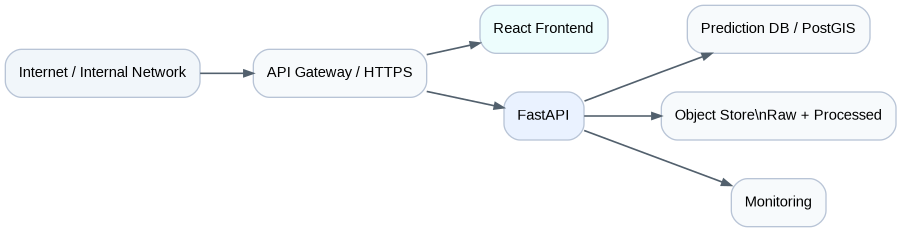 React Frontend
Prediction DB / PostGIS
Internet / Internal Network
API Gateway / HTTPS
FastAPI
Object Store\nRaw + Processed
Monitoring